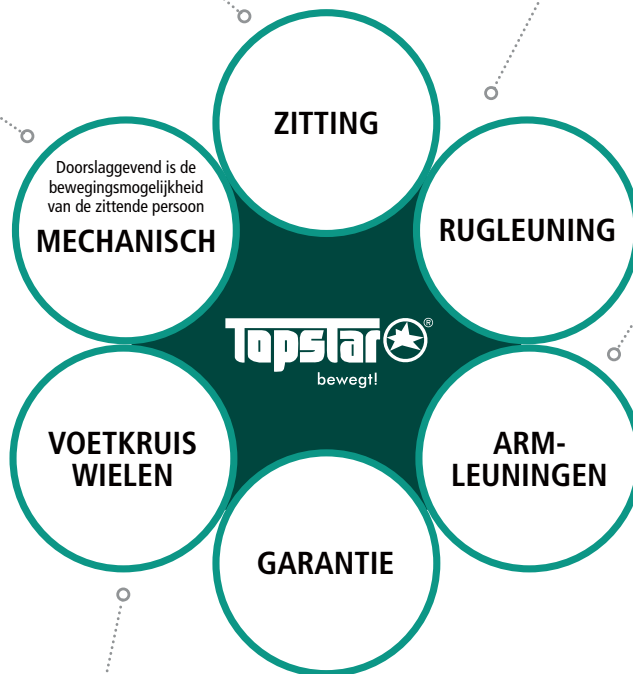 ZITTING
Doorslaggevend is de
bewegingsmogelijkheid
van de zittende persoon
MECHANISCH
RUGLEUNING
Topstar®
bewegt!
VOETKRUIS
WIELEN
ARM-
LEUNINGEN
GARANTIE